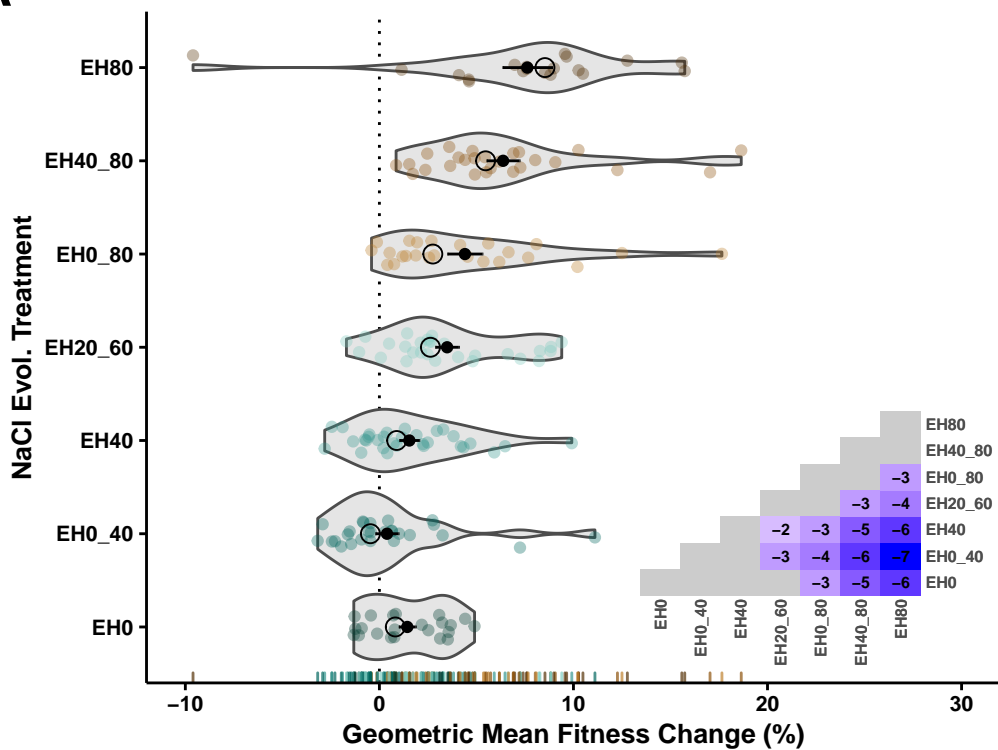 EH80
EH40_80
EH0_80
EH20_60
EH40
EH0_40
EH0
NaCl Evol. Treatment
−10 0 10 20 30
Geometric Mean Fitness Change (%)
EH80
EH40_80
−3 EH0_80
−3 −4 EH20_60
−2 −3 −5 −6 EH40
−3 −4 −6 −7 EH0_40
−3 −5 −6 EH0
EH0 EH0_40 EH40 EH20_60 EH0_80 EH40_80 EH80